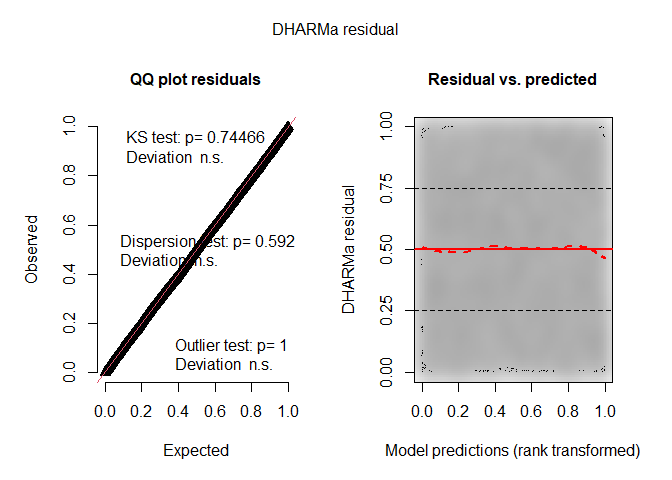 DHARMa residual
QQ plot residuals
KS test: p= 0.74466
Deviation n.s.
Dispersion test: p= 0.592
Deviation n.s.
Outlier test: p= 1
Deviation n.s.
Observed
0.0 0.2 0.4 0.6 0.8 1.0
0.0 0.2 0.4 0.6 0.8 1.0
Expected
Residual vs. predicted
DHARMa residual
0.00 0.25 0.50 0.75 1.00
0.0 0.2 0.4 0.6 0.8 1.0
Model predictions (rank transformed)